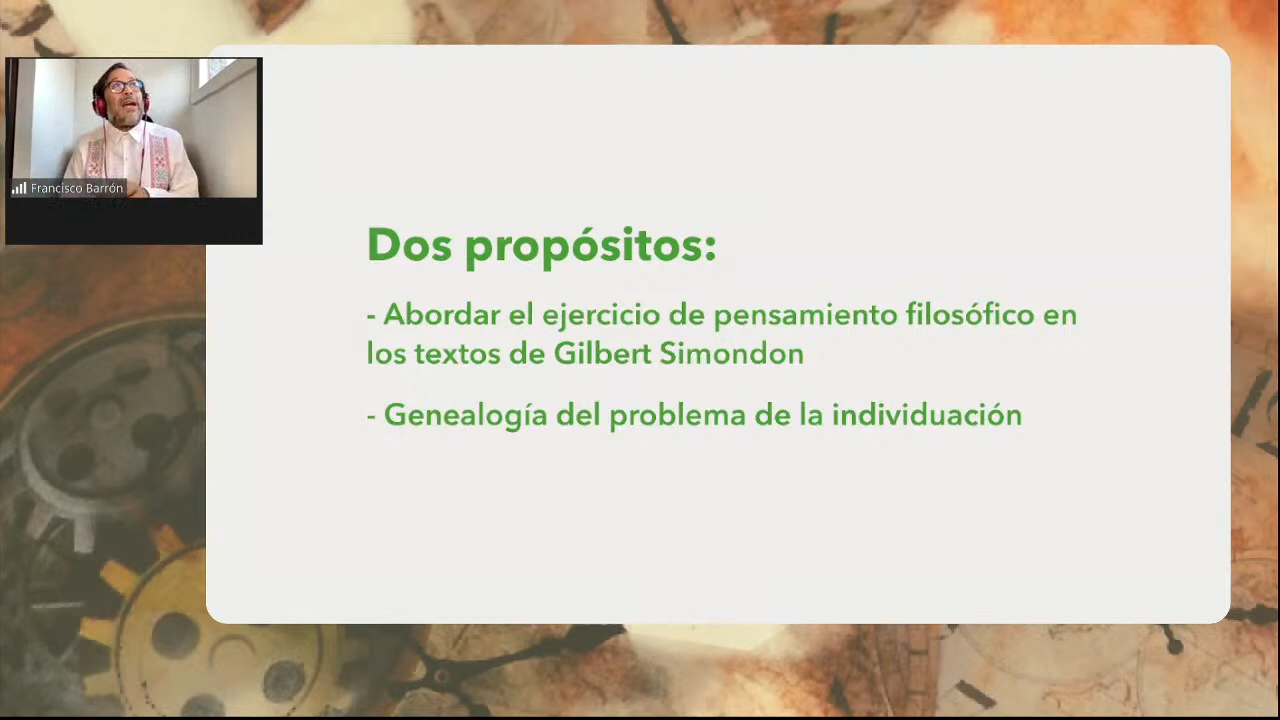 Francisco Barrón
Dos propósitos:
- Abordar el ejercicio de pensamiento filosófico en
los textos de Gilbert Simondon
- Genealogía del problema de la individuación